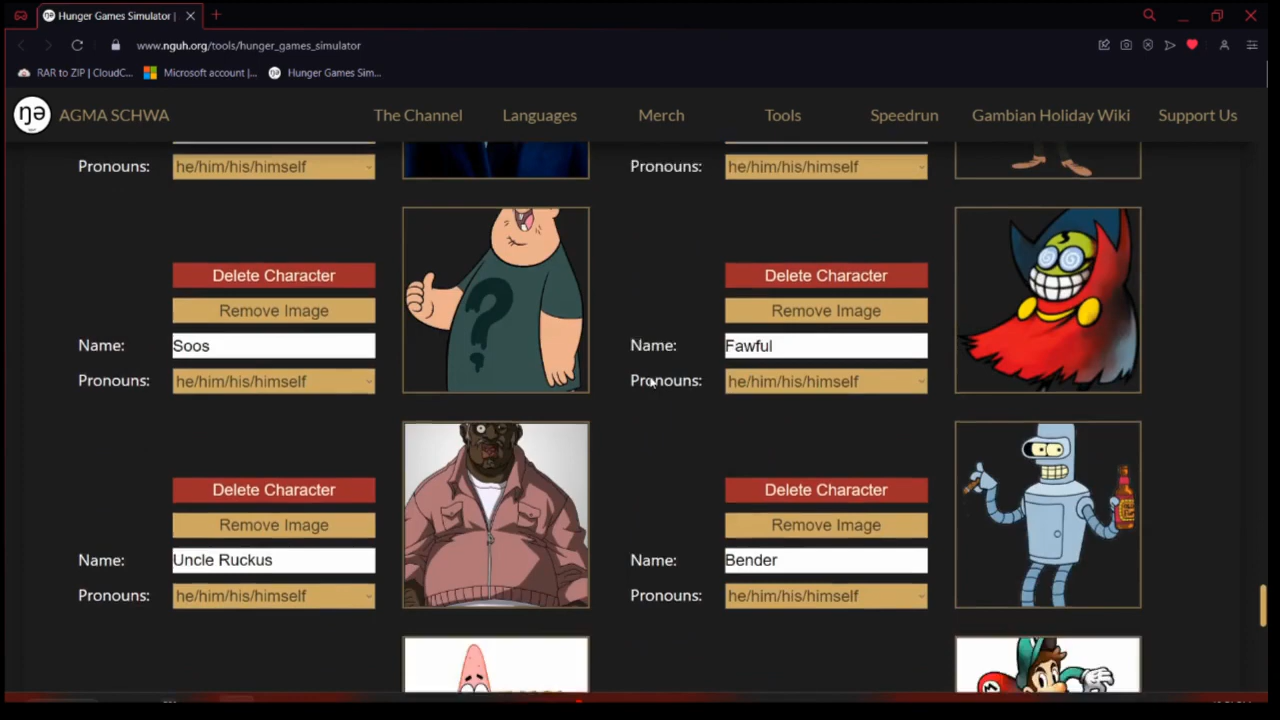 Hunger Games Simulator |
www.nguh.org/tools/hunger_games_simulator
RAR to ZIP | CloudC... Microsoft account |... Hunger Games Sim...
ŋə AGMA SCHWA The Channel Languages Merch Tools Speedrun Gambian Holiday Wiki Support Us
Pronouns: he/him/his/himself Pronouns: he/him/his/himself
Delete Character Delete Character
Remove Image Remove Image
Name: Soos Name: Fawful
Pronouns: he/him/his/himself Pronouns: he/him/his/himself
Delete Character Delete Character
Remove Image Remove Image
Name: Uncle Ruckus Name: Bender
Pronouns: he/him/his/himself Pronouns: he/him/his/himself